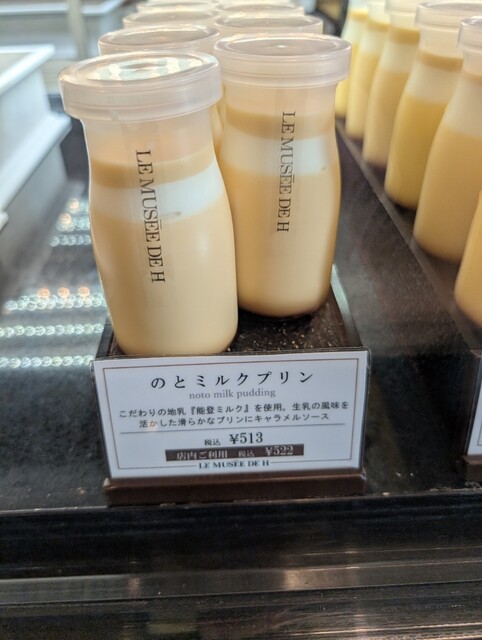 LE MUSÉE DE H
LE MUSÉE DE H
のとミルクプリン
noto milk pudding
こだわりの地乳『能登ミルク』を使用。生乳の風味を
活かした滑らかなプリンにキャラメルソース
税込 ¥513
店内ご利用 税込 ¥522
LE MUSÉE DE H